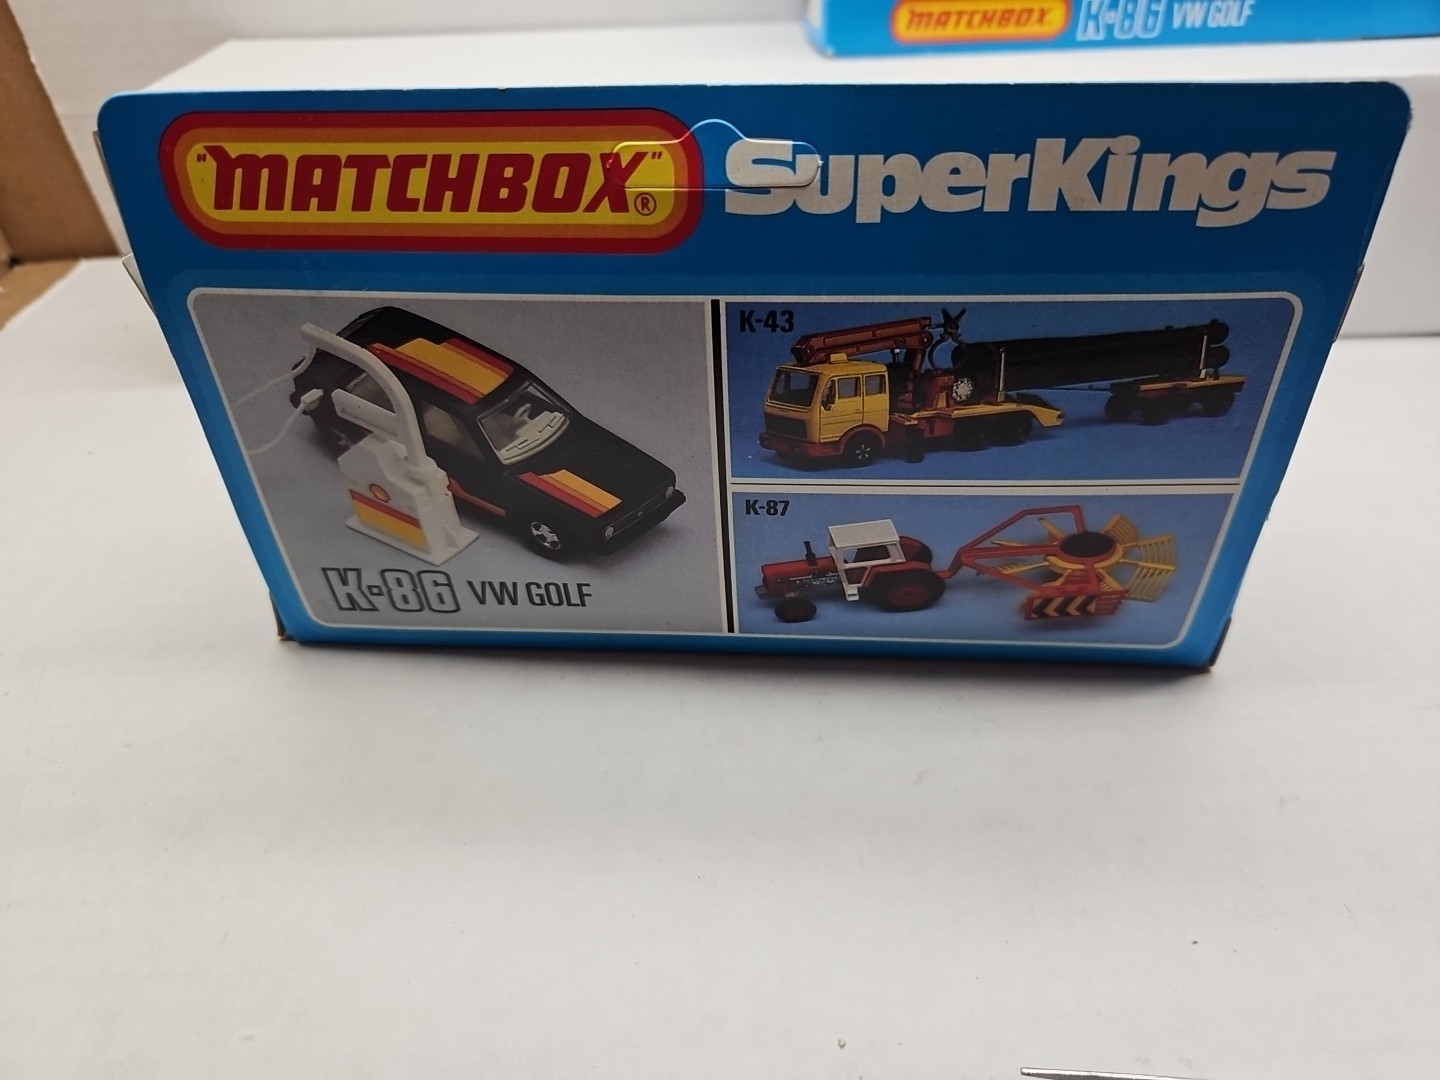 MATCHBOX K-86 VW GOLF
"MATCHBOX"® SuperKings
K-43
K-87
K-86 VW GOLF